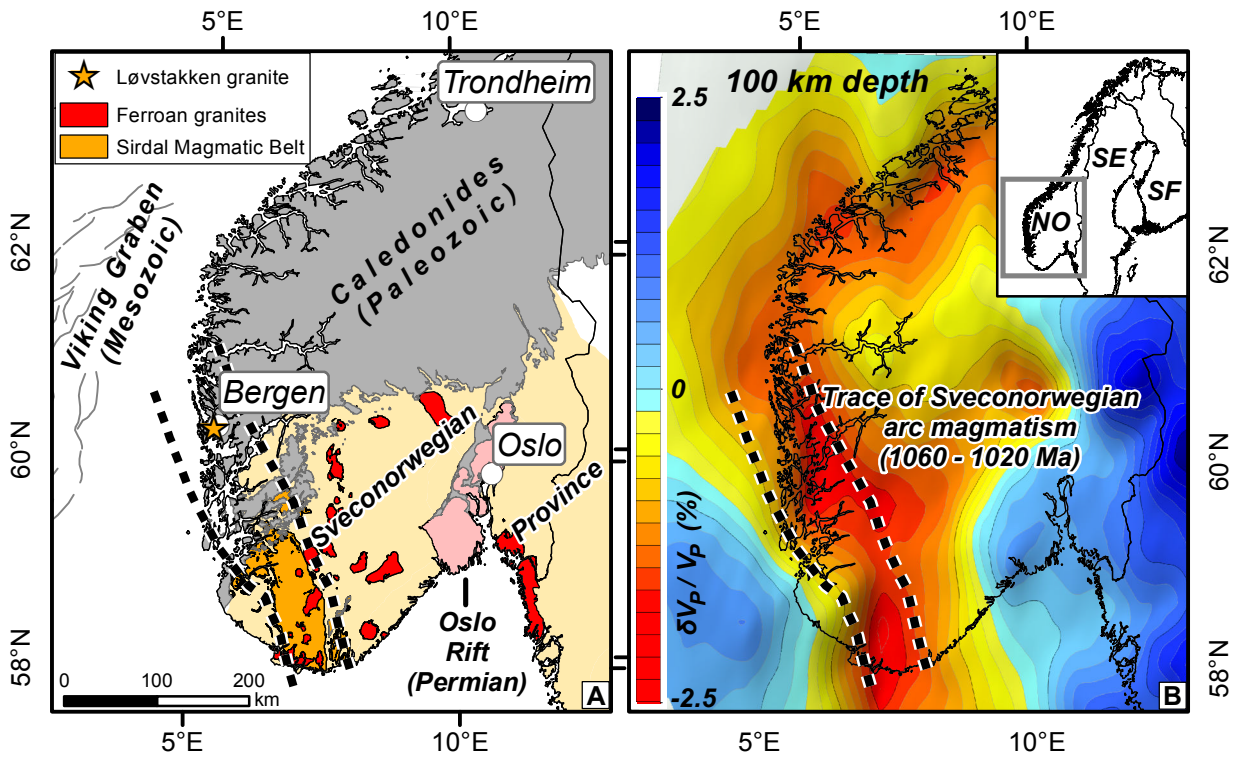 5°E
10°E
5°E
10°E
Løvstakken granite
Ferroan granites
Sirdal Magmatic Belt
Trondheim
Caledonides
(Paleozoic)
Viking Graben
(Mesozoic)
62°N
60°N
58°N
Bergen
Oslo
Sveconorwegian
Province
Oslo
Rift
(Permian)
0
100
200
km
A
5°E
10°E
100 km depth
2.5
0
-2.5
δVP / VP (%)
NO
SE
SF
Trace of Sveconorwegian
arc magmatism
(1060 - 1020 Ma)
62°N
60°N
58°N
B
5°E
10°E